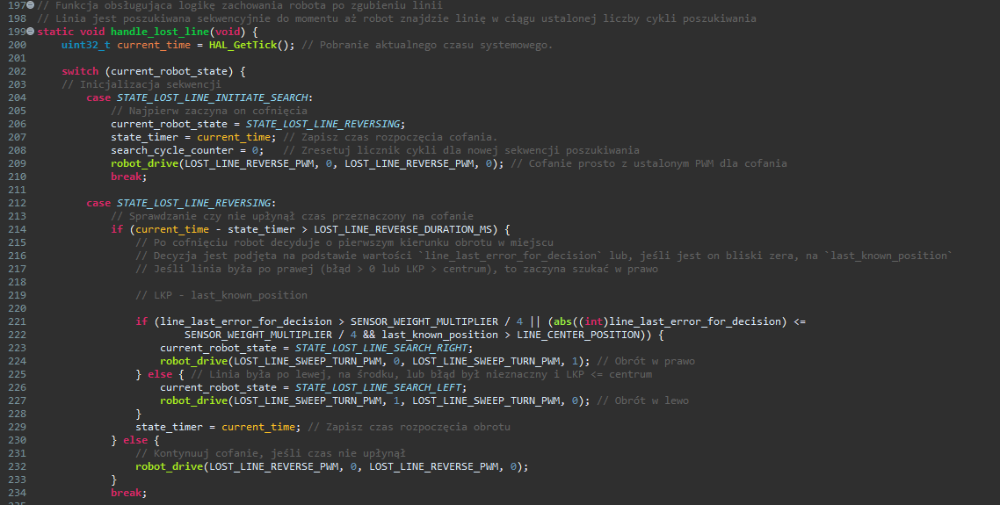 197 // Funkcja obsługująca logikę zachowania robota po zgubieniu linii
198 // Linia jest poszukiwana sekwencyjnie do momentu aż robot znajdzie linię w ciągu ustalonej liczby cykli poszukiwania
199 static void handle_lost_line(void) {
200     uint32_t current_time = HAL_GetTick(); // Pobranie aktualnego czasu systemowego.
201
202     switch (current_robot_state) {
203     // Inicjalizacja sekwencji
204         case STATE_LOST_LINE_INITIATE_SEARCH:
205             // Najpierw zaczyna on cofnięcia
206             current_robot_state = STATE_LOST_LINE_REVERSING;
207             state_timer = current_time; // Zapisz czas rozpoczęcia cofania.
208             search_cycle_counter = 0;   // Zresetuj licznik cykli dla nowej sekwencji poszukiwania
209             robot_drive(LOST_LINE_REVERSE_PWM, 0, LOST_LINE_REVERSE_PWM, 0); // Cofanie prosto z ustalonym PWM dla cofania
210             break;
211
212         case STATE_LOST_LINE_REVERSING:
213             // Sprawdzanie czy nie upłynął czas przeznaczony na cofanie
214             if (current_time - state_timer > LOST_LINE_REVERSE_DURATION_MS) {
215                 // Po cofnięciu robot decyduje o pierwszym kierunku obrotu w miejscu
216                 // Decyzja jest podjęta na podstawie wartości `line_last_error_for_decision` lub, jeśli jest on bliski zera, na `last_known_position`
217                 // Jeśli linia była po prawej (błąd > 0 lub LKP > centrum), to zaczyna szukać w prawo
218
219                 // LKP - last_known_position
220
221                 if (line_last_error_for_decision > SENSOR_WEIGHT_MULTIPLIER / 4 || (abs((int)line_last_error_for_decision) <=
222                         SENSOR_WEIGHT_MULTIPLIER / 4 && last_known_position > LINE_CENTER_POSITION)) {
223                     current_robot_state = STATE_LOST_LINE_SEARCH_RIGHT;
224                     robot_drive(LOST_LINE_SWEEP_TURN_PWM, 0, LOST_LINE_SWEEP_TURN_PWM, 1); // Obrót w prawo
225                 } else { // Linia była po lewej, na środku, lub błąd był nieznaczny i LKP <= centrum
226                     current_robot_state = STATE_LOST_LINE_SEARCH_LEFT;
227                     robot_drive(LOST_LINE_SWEEP_TURN_PWM, 1, LOST_LINE_SWEEP_TURN_PWM, 0); // Obrót w lewo
228                 }
229                 state_timer = current_time; // Zapisz czas rozpoczęcia obrotu
230             } else {
231                 // Kontynuuj cofanie, jeśli czas nie upłynął
232                 robot_drive(LOST_LINE_REVERSE_PWM, 0, LOST_LINE_REVERSE_PWM, 0);
233             }
234             break;